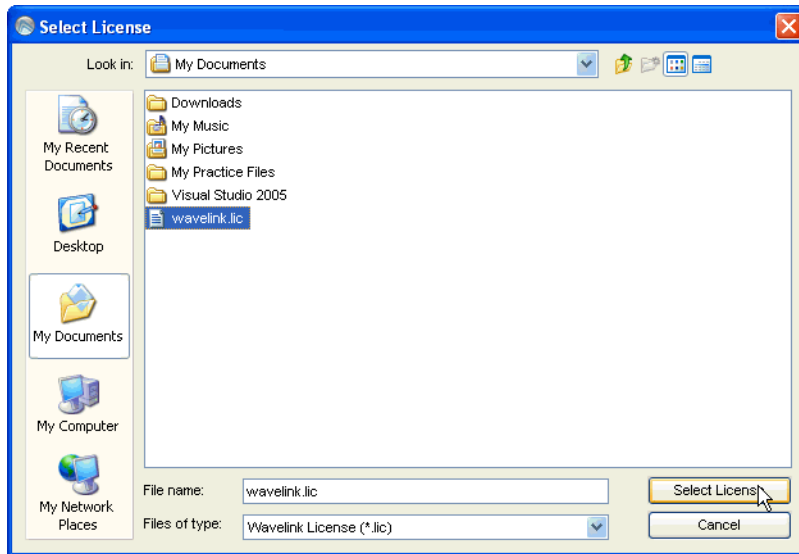 Select License
Look in:
My Documents
My Recent
Documents
Desktop
My Documents
My Computer
My Network
Places
Downloads
My Music
My Pictures
My Practice Files
Visual Studio 2005
wavelink.lic
File name:
wavelink.lic
Select License
Files of type:
Wavelink License (*.lic)
Cancel